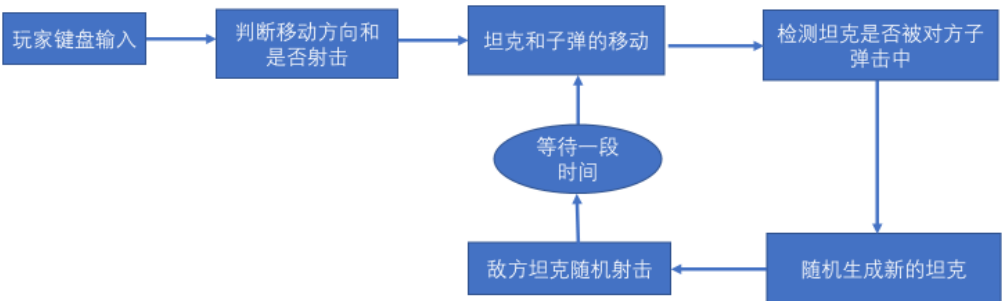 玩家键盘输入
判断移动方向和
是否射击
坦克和子弹的移动
检测坦克是否被对方子
弹击中
等待一段
时间
敌方坦克随机射击
随机生成新的坦克